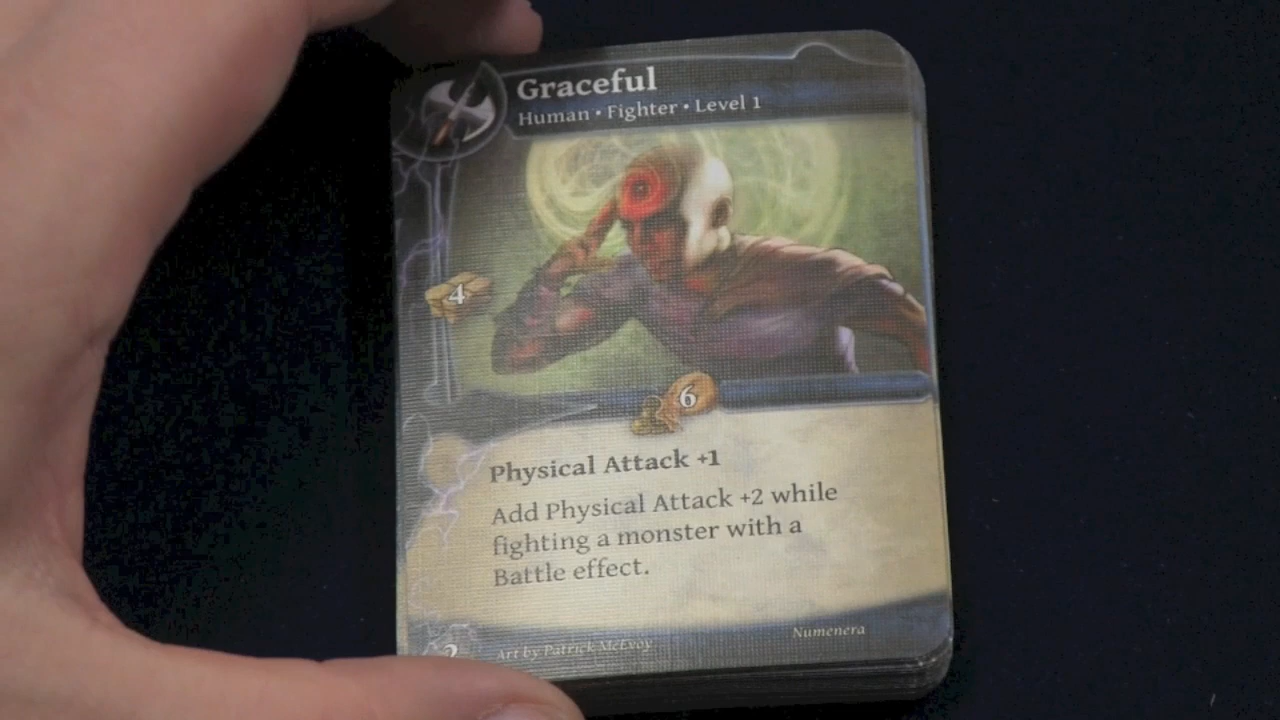 Graceful
Human • Fighter • Level 1
4
6
Physical Attack +1
Add Physical Attack +2 while
fighting a monster with a
Battle effect.
Numenera
2
Art by Patrick McEvoy